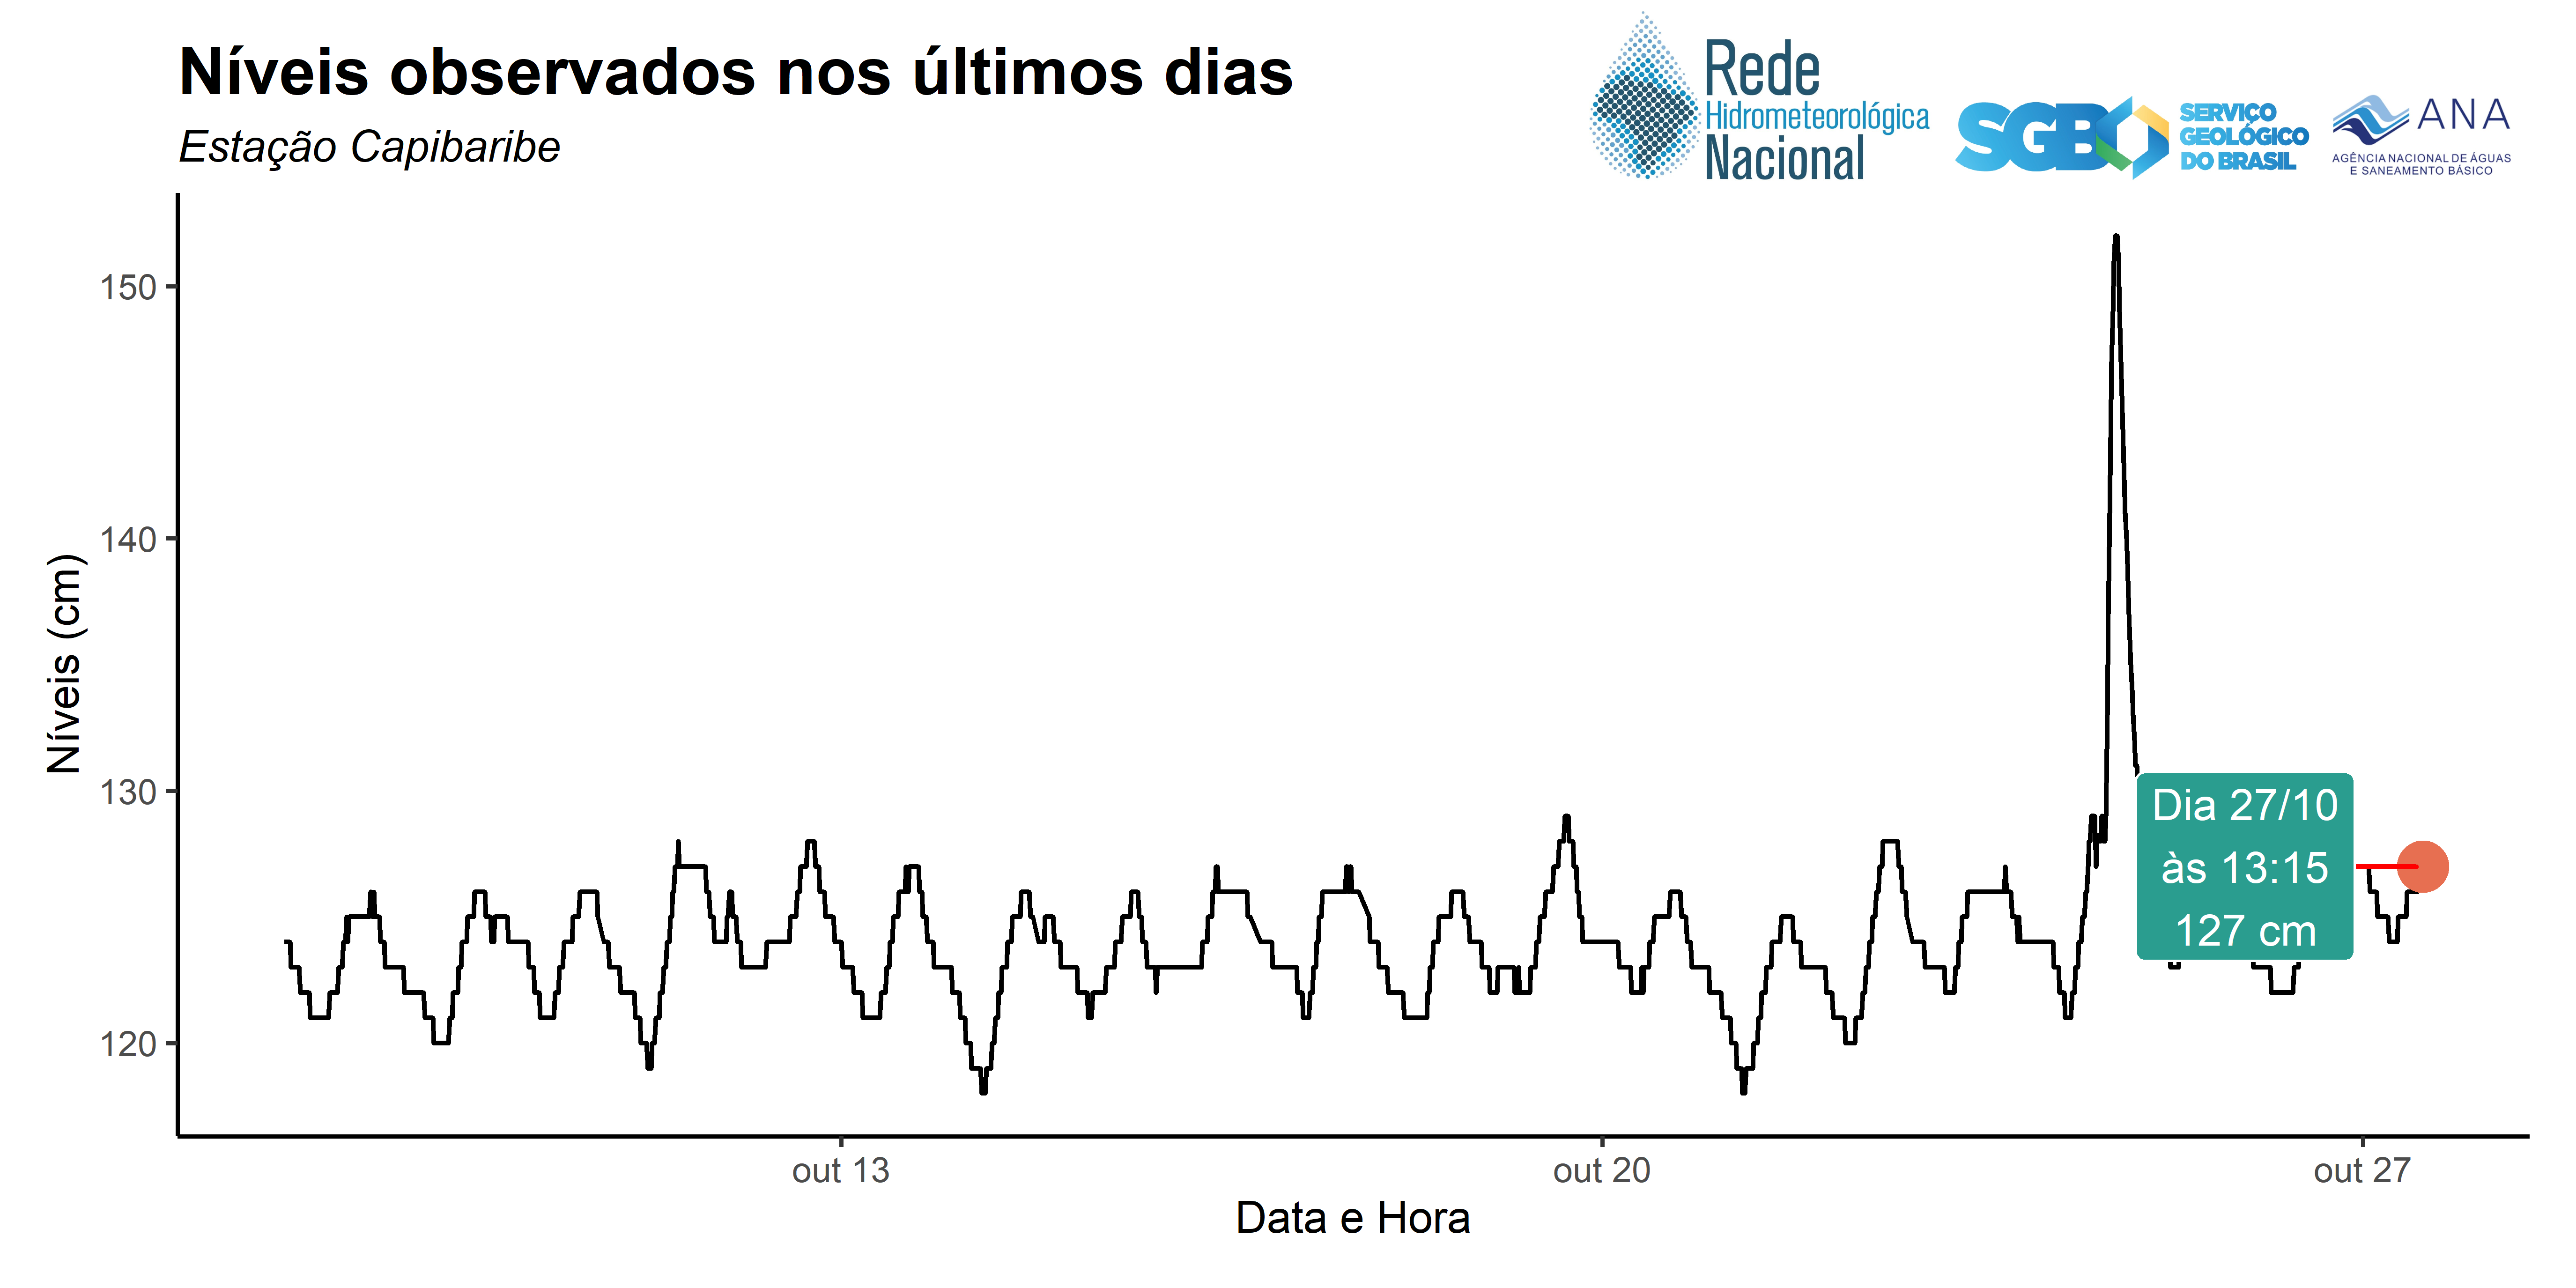 Níveis observados nos últimos dias
Estação Capibaribe
Rede
Hidrometeorológica
Nacional
SGB
SERVIÇO
GEOLÓGICO
DO BRASIL
ANA
AGÊNCIA NACIONAL DE ÁGUAS
E SANEAMENTO BÁSICO
Níveis (cm)
150
140
130
120
Dia 27/10
às 13:15
127 cm
out 13
out 20
out 27
Data e Hora